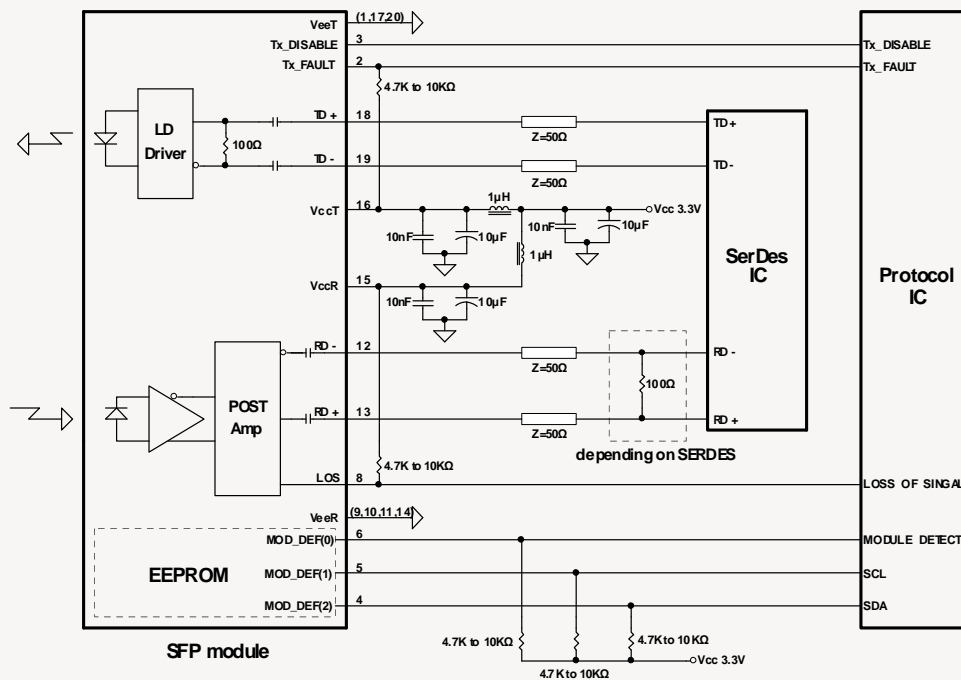 VeeT (1,17,20)
Tx_DISABLE 3 Tx_DISABLE
Tx_FAULT 2 Tx_FAULT
4.7K to 10KΩ
LD
Driver
100Ω
TD+ 18 Z=50Ω TD+
TD- 19 Z=50Ω TD-
VccT 16 1µH Vcc 3.3V
10nF 10µF 10nF 10µF
1µH
VccR 15
10nF 10µF
SerDes
IC
Protocol
IC
RD- 12 Z=50Ω RD-
100Ω
POST
Amp
RD+ 13 Z=50Ω RD+
depending on SERDES
4.7K to 10KΩ
LOS 8 LOSS OF SINGAL
VeeR (9,10,11,14)
MOD_DEF(0) 6 MODULE DETECT
EEPROM
MOD_DEF(1) 5 SCL
MOD_DEF(2) 4 SDA
4.7K to 10KΩ 4.7K to 10KΩ
4.7K to 10KΩ
Vcc 3.3V
SFP module